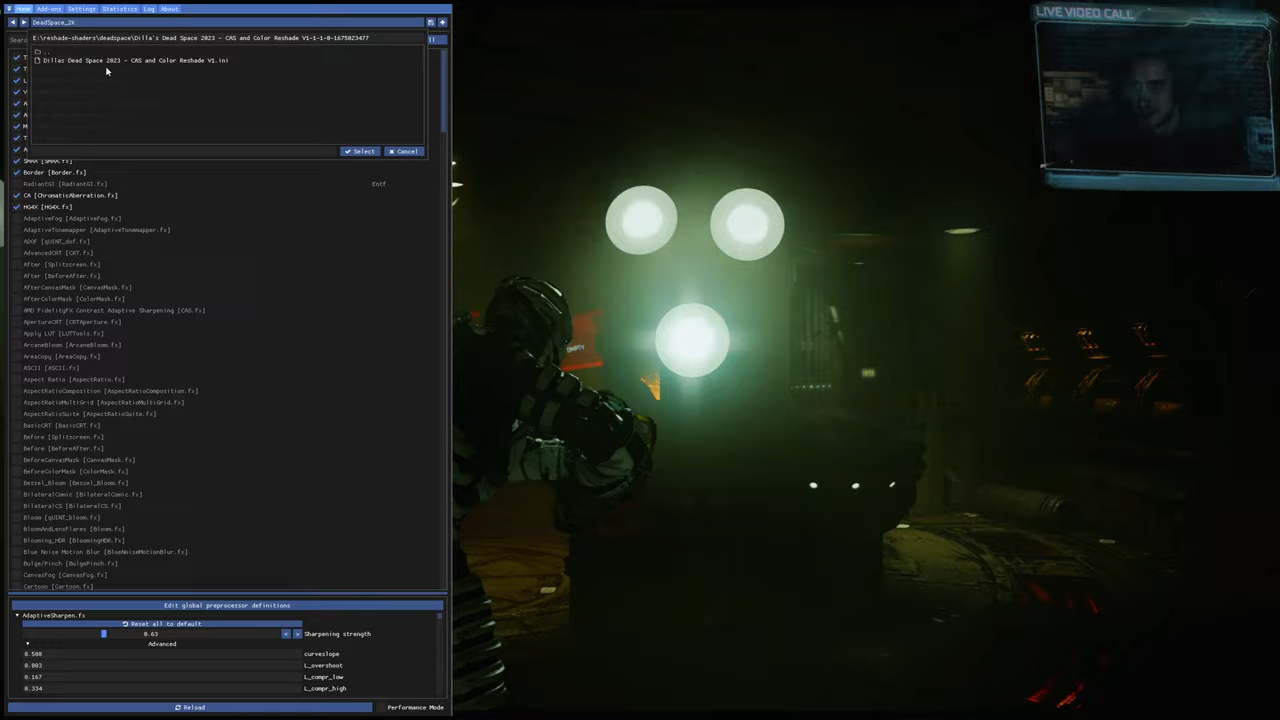 Home Add-ons Settings Statistics Log About
DeadSpace_2K
E:\reshade-shaders\deadspace\Dilla's Dead Space 2023 - CAS and Color Reshade V1-1-0-1675023477
..
Dillas Dead Space 2023 - CAS and Color Reshade V1.ini
Select Cancel
SMAA [SMAA.fx]
Border [Border.fx]
RadiantGI [RadiantGI.fx] Entf
CA [ChromaticAberration.fx]
HQ4X [HQ4X.fx]
AdaptiveFog [AdaptiveFog.fx]
AdaptiveTonemapper [AdaptiveTonemapper.fx]
ADOF [qUINT_dof.fx]
AdvancedCRT [CRT.fx]
After [Splitscreen.fx]
After [BeforeAfter.fx]
AfterCanvasMask [CanvasMask.fx]
AfterColorMask [ColorMask.fx]
AMD FidelityFX Contrast Adaptive Sharpening [CAS.fx]
ApertureCRT [CRTAperture.fx]
Apply LUT [LUTTools.fx]
ArcaneBloom [ArcaneBloom.fx]
AreaCopy [AreaCopy.fx]
ASCII [ASCII.fx]
Aspect Ratio [AspectRatio.fx]
AspectRatioComposition [AspectRatioComposition.fx]
AspectRatioMultiGrid [AspectRatioMultiGrid.fx]
AspectRatioSuite [AspectRatioSuite.fx]
BasicCRT [BasicCRT.fx]
Before [Splitscreen.fx]
Before [BeforeAfter.fx]
BeforeCanvasMask [CanvasMask.fx]
BeforeColorMask [ColorMask.fx]
Bessel_Bloom [Bessel_Bloom.fx]
BilateralComic [BilateralComic.fx]
BilateralCS [BilateralCS.fx]
Bloom [qUINT_bloom.fx]
BloomAndLensFlares [Bloom.fx]
Blooming_HDR [BloomingHDR.fx]
Blue Noise Motion Blur [BlueNoiseMotionBlur.fx]
Bulge/Pinch [BulgePinch.fx]
CanvasFog [CanvasFog.fx]
Cartoon [Cartoon.fx]
Edit global preprocessor definitions
AdaptiveSharpen.fx
Reset all to default
0.63 < > Sharpening strength
Advanced
0.500 curveslope
0.003 L_overshoot
0.167 L_compr_low
0.334 L_compr_high
Reload Performance Mode
LIVE VIDEO CALL